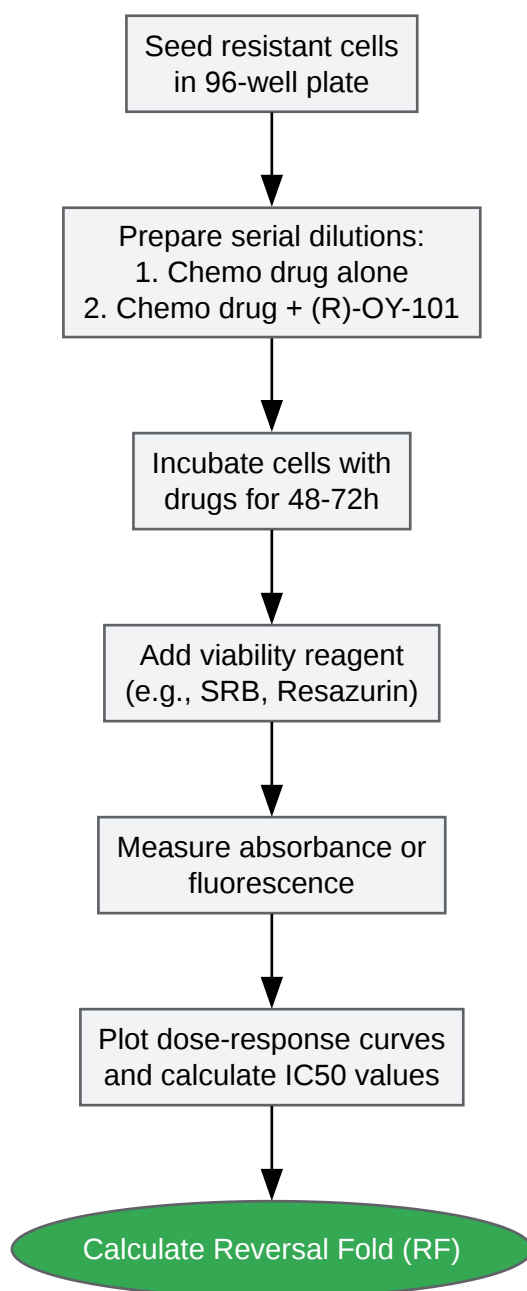 Seed resistant cells
in 96-well plate
Prepare serial dilutions:
1. Chemo drug alone
2. Chemo drug + (R)-OY-101
Incubate cells with
drugs for 48-72h
Add viability reagent
(e.g., SRB, Resazurin)
Measure absorbance or
fluorescence
Plot dose-response curves
and calculate IC50 values
Calculate Reversal Fold (RF)